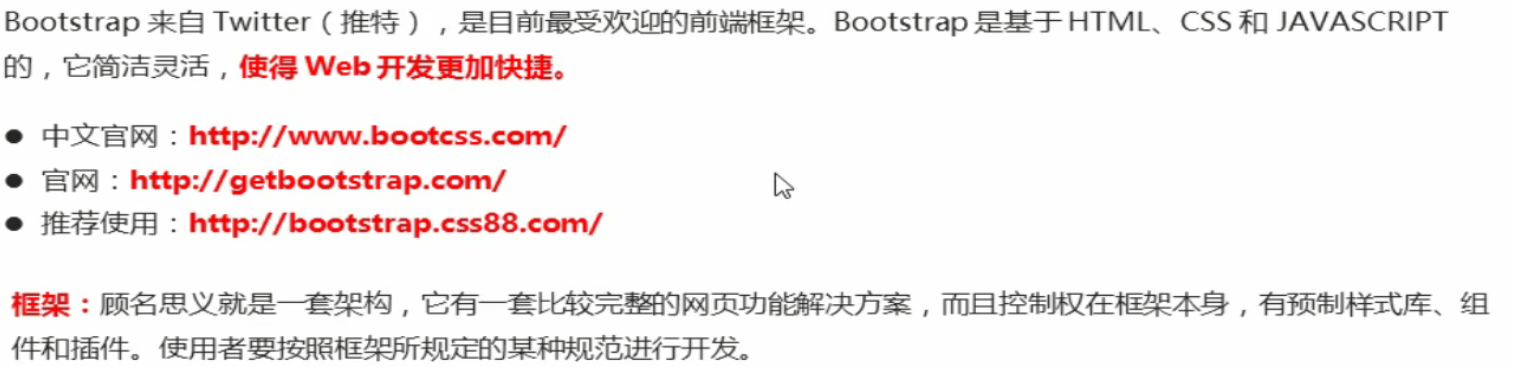 Bootstrap 来自 Twitter（推特），是目前最受欢迎的前端框架。Bootstrap 是基于 HTML、CSS 和 JAVASCRIPT
的，它简洁灵活，使得 Web 开发更加快捷。
● 中文官网：http://www.bootcss.com/
● 官网：http://getbootstrap.com/
● 推荐使用：http://bootstrap.css88.com/
框架：顾名思义就是一套架构，它有一套比较完整的网页功能解决方案，而且控制权在框架本身，有预制样式库、组
件和插件。使用者要按照框架所规定的某种规范进行开发。